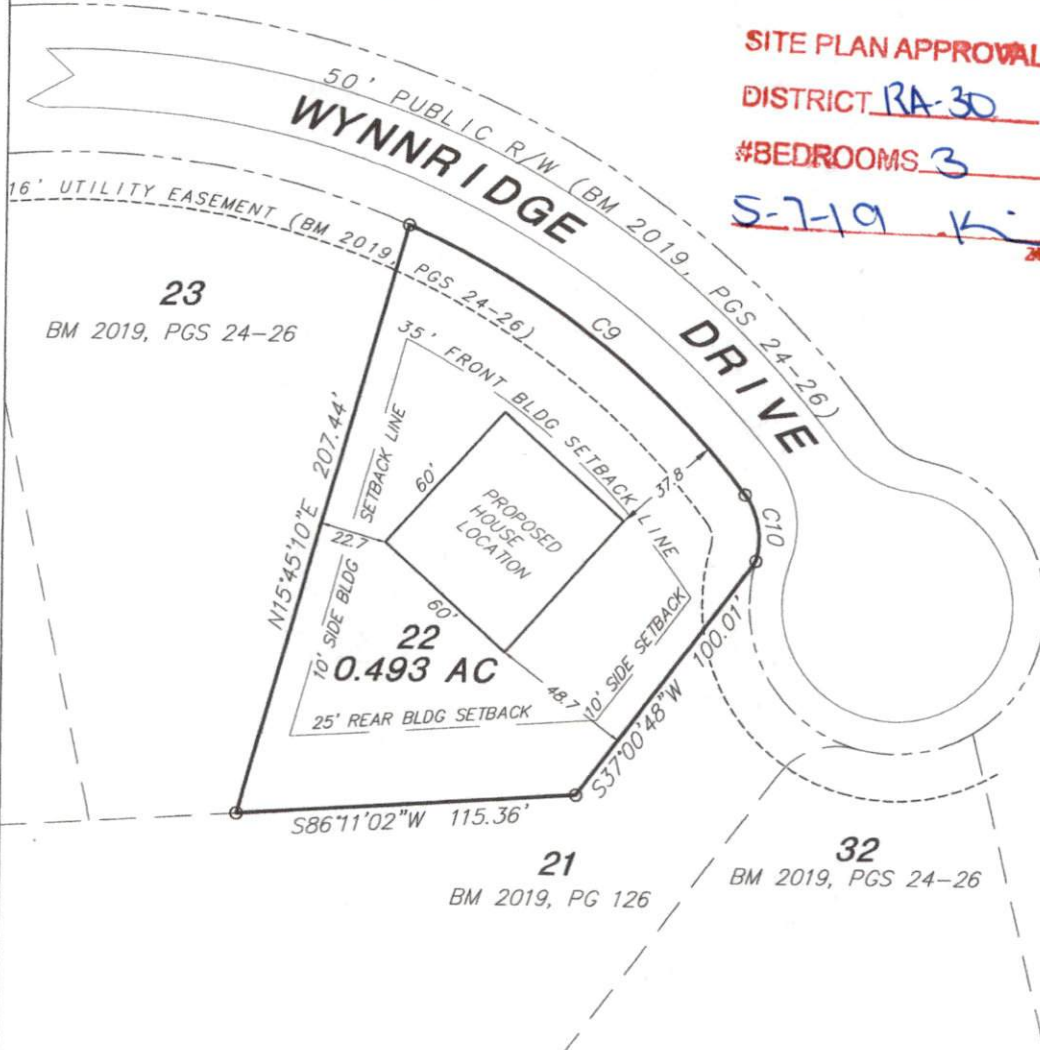 SITE PLAN APPROVAL
DISTRICT RA-30
#BEDROOMS 3
5-7-19
50' PUBLIC R/W (BM 2019, PGS 24-26)
WYNNRIDGE DRIVE
16' UTILITY EASEMENT (BM 2019, PGS 24-26)
23
BM 2019, PGS 24-26
C9
35' FRONT BLDG SETBACK LINE
37.8
C10
N15°45'10"E 207.44'
10' SIDE BLDG SETBACK LINE
60'
PROPOSED
HOUSE
LOCATION
22.7
60'
22
0.493 AC
48.7
10' SIDE SETBACK
S37°00'48"W 100.01'
25' REAR BLDG SETBACK
S86°11'02"W 115.36'
21
BM 2019, PG 126
32
BM 2019, PGS 24-26